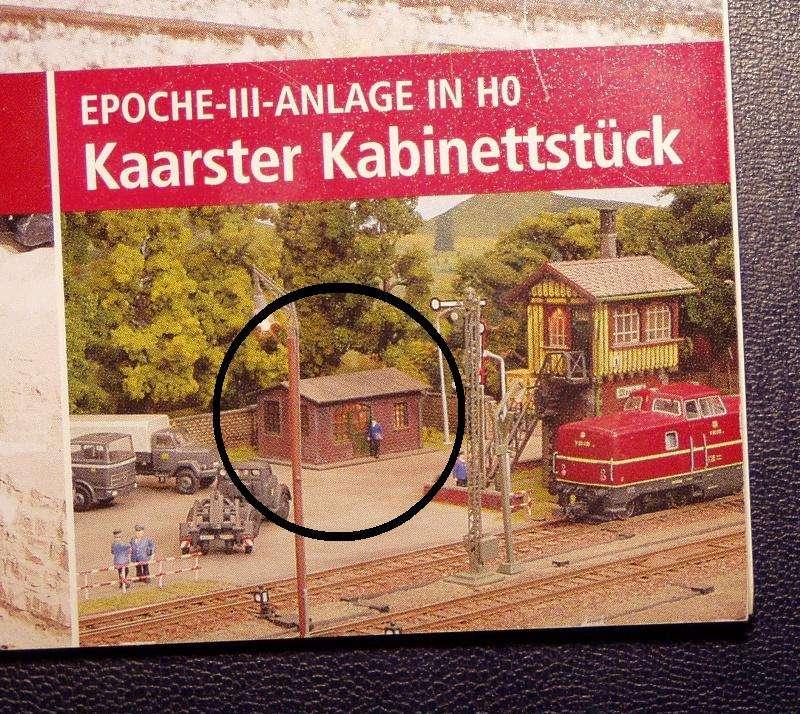 EPOCHE-III-ANLAGE IN H0
Kaarster Kabinettstück